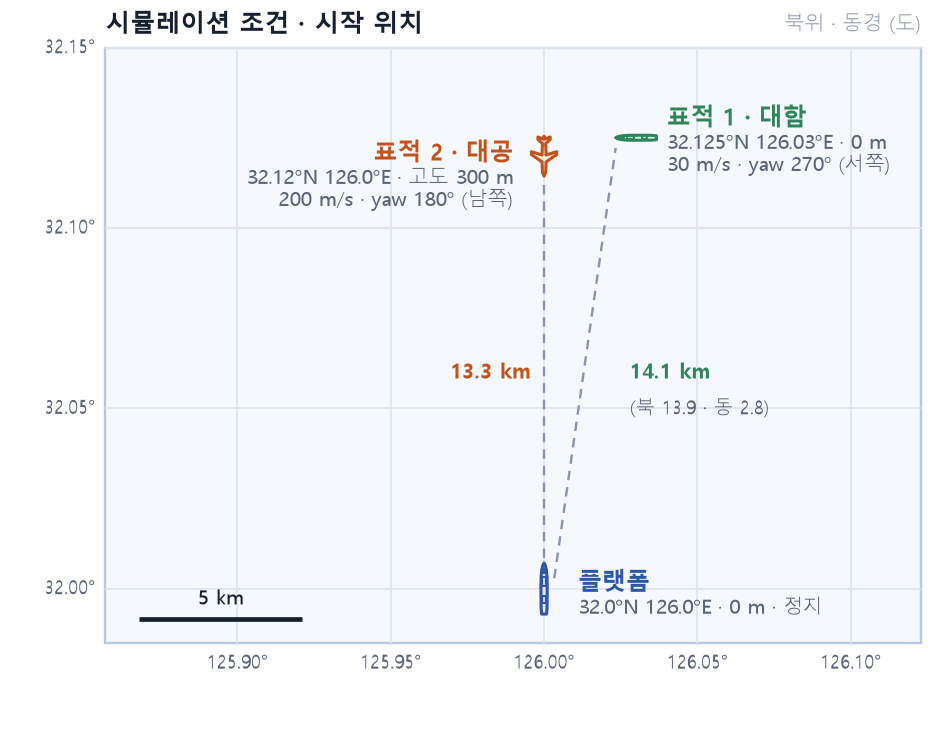 시뮬레이션 조건 · 시작 위치
북위 · 동경 (도)
32.15°
표적 1 · 대함
32.125°N 126.03°E · 0 m
30 m/s · yaw 270° (서쪽)
표적 2 · 대공
32.12°N 126.0°E · 고도 300 m
200 m/s · yaw 180° (남쪽)
32.10°
13.3 km
14.1 km
(북 13.9 · 동 2.8)
32.05°
플랫폼
32.0°N 126.0°E · 0 m · 정지
32.00°
5 km
125.90°
125.95°
126.00°
126.05°
126.10°